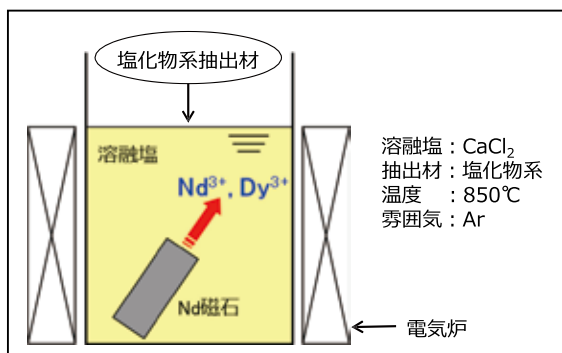 塩化物系抽出材
溶融塩
Nd³⁺, Dy³⁺
Nd磁石
溶融塩：CaCl₂
抽出材：塩化物系
温度　：850℃
雰囲気：Ar
電気炉